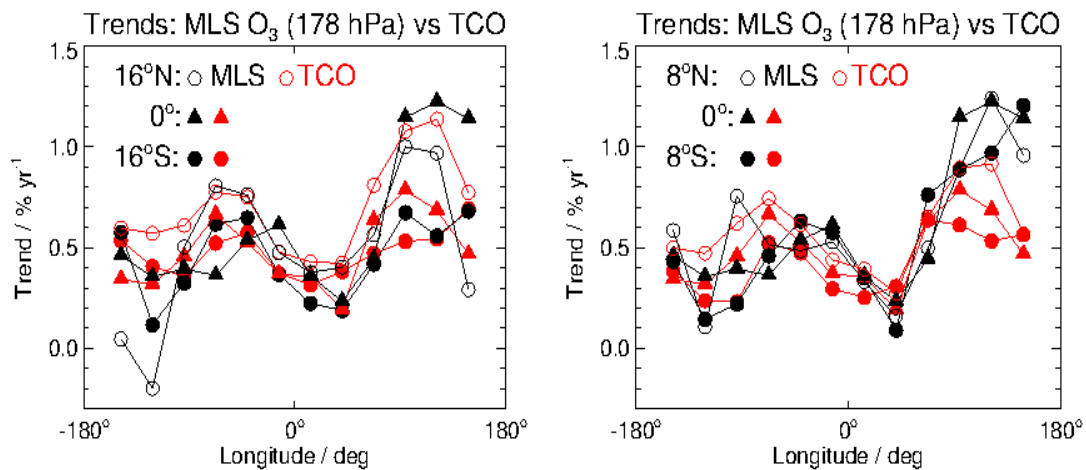 Trends: MLS O₃ (178 hPa) vs TCO
1.5
16°N: MLS TCO
0°:
1.0
16°S:
0.5
0.0
Trend / % yr⁻¹
-180° 0° 180°
Longitude / deg
Trends: MLS O₃ (178 hPa) vs TCO
1.5
8°N: MLS TCO
0°:
1.0
8°S:
0.5
0.0
Trend / % yr⁻¹
-180° 0° 180°
Longitude / deg